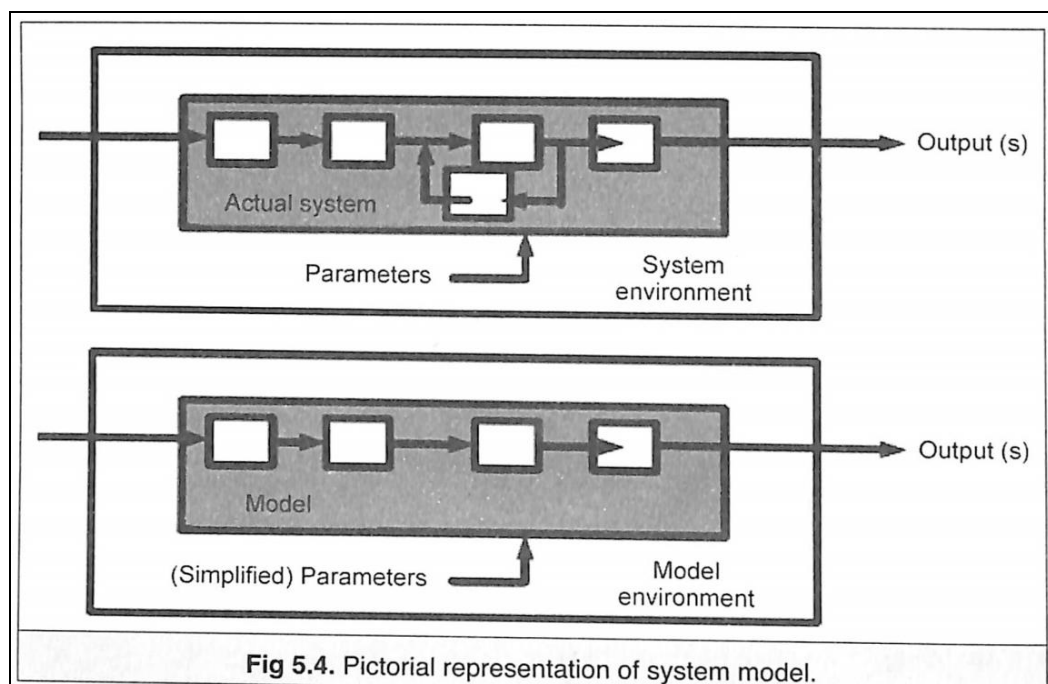 Output (s)
Actual system
Parameters
System
environment
Output (s)
Model
(Simplified) Parameters
Model
environment
Fig 5.4. Pictorial representation of system model.